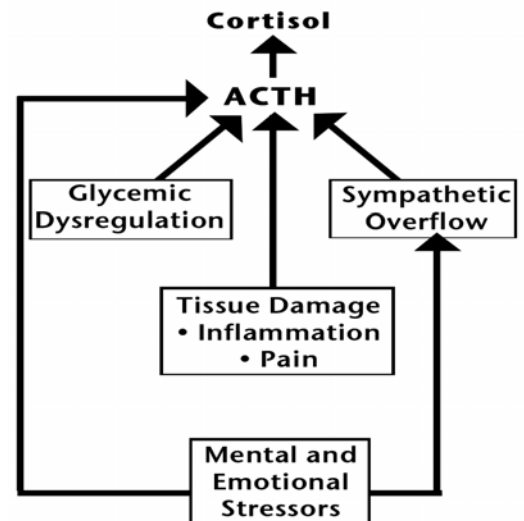 Cortisol
ACTH
Glycemic
Dysregulation
Sympathetic
Overflow
Tissue Damage
• Inflammation
• Pain
Mental and
Emotional
Stressors